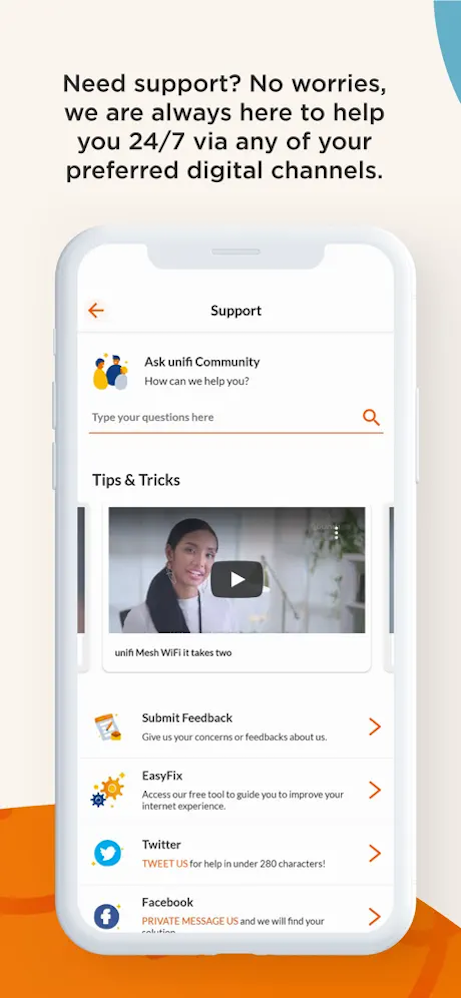 Need support? No worries,
we are always here to help
you 24/7 via any of your
preferred digital channels.
Support
Ask unifi Community
How can we help you?
Type your questions here
Tips & Tricks
unifi Mesh WiFi it takes two
Submit Feedback
Give us your concerns or feedbacks about us.
EasyFix
Access our free tool to guide you to improve your
internet experience.
Twitter
TWEET US for help in under 280 characters!
Facebook
PRIVATE MESSAGE US and we will find your
solution